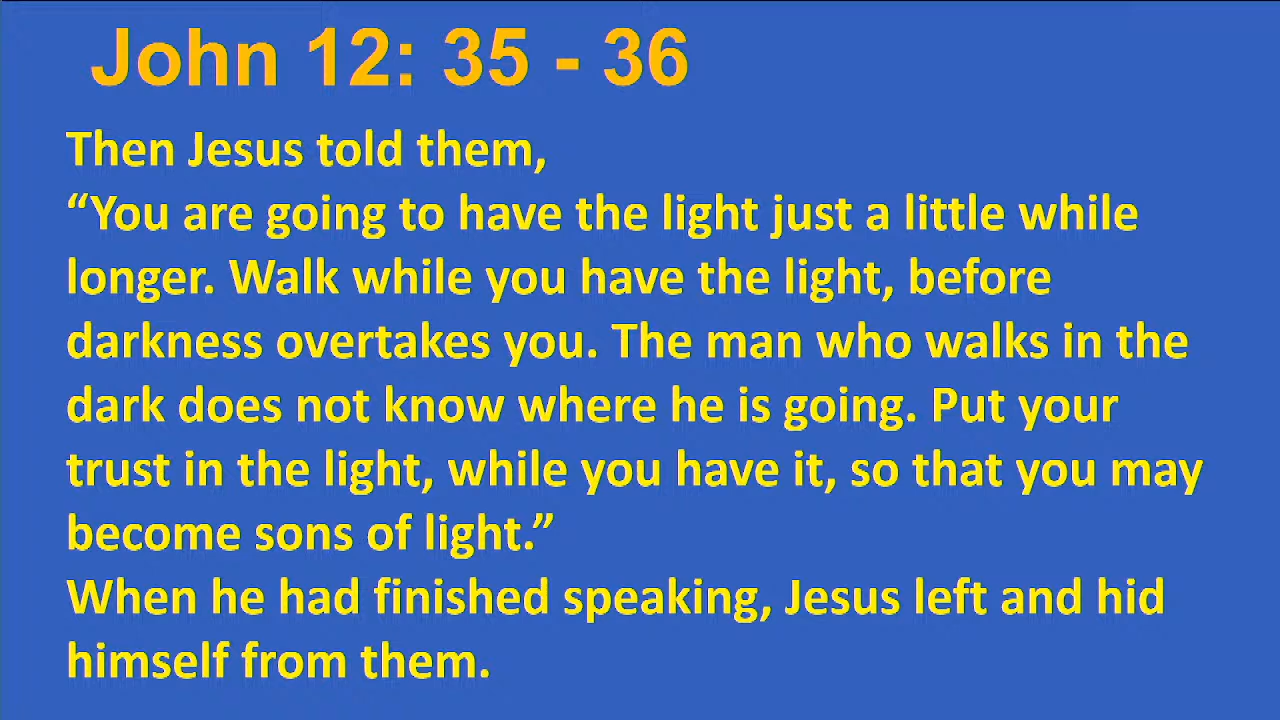 John 12: 35 - 36
Then Jesus told them,
“You are going to have the light just a little while
longer. Walk while you have the light, before
darkness overtakes you. The man who walks in the
dark does not know where he is going. Put your
trust in the light, while you have it, so that you may
become sons of light.”
When he had finished speaking, Jesus left and hid
himself from them.